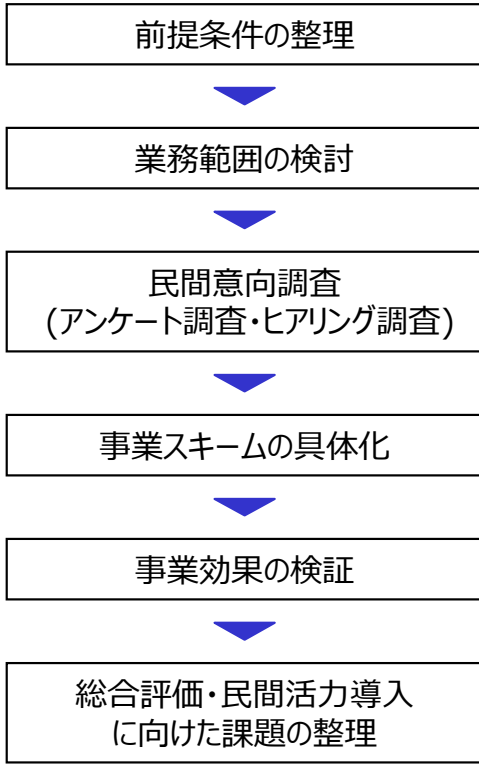 前提条件の整理
業務範囲の検討
民間意向調査
(アンケート調査・ヒアリング調査)
事業スキームの具体化
事業効果の検証
総合評価・民間活力導入
に向けた課題の整理